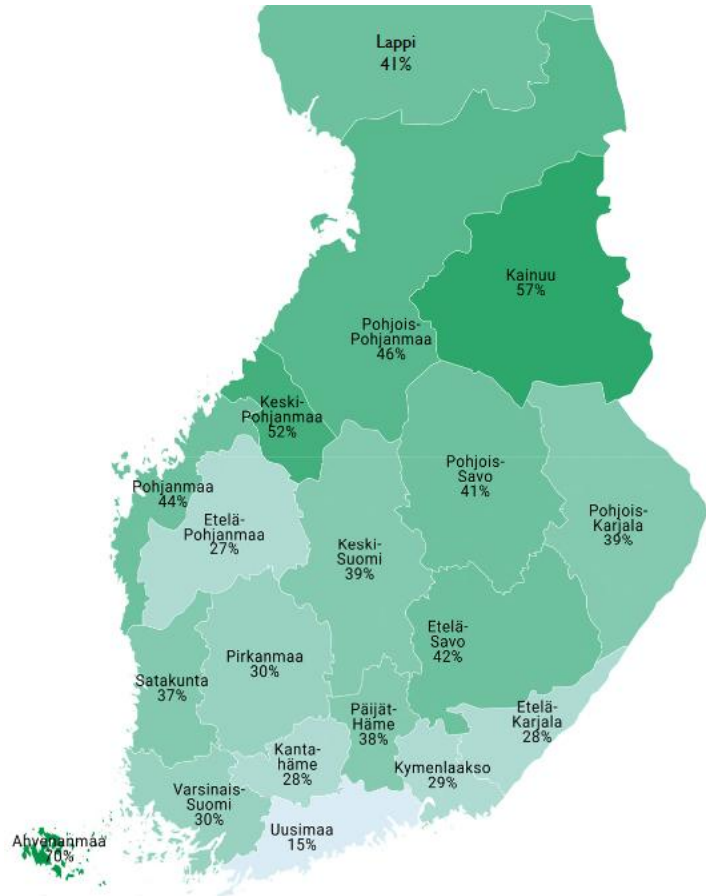 Lappi
41%
Kainuu
57%
Pohjois-
Pohjanmaa
46%
Keski-
Pohjanmaa
52%
Pohjanmaa
44%
Etelä-
Pohjanmaa
27%
Pohjois-
Savo
41%
Pohjois-
Karjala
39%
Keski-
Suomi
39%
Etelä-
Savo
42%
Pirkanmaa
30%
Satakunta
37%
Päijät-
Häme
38%
Etelä-
Karjala
28%
Kanta-
häme
28%
Kymenlaakso
29%
Varsinais-
Suomi
30%
Uusimaa
15%
Ahvenanmaa
70%